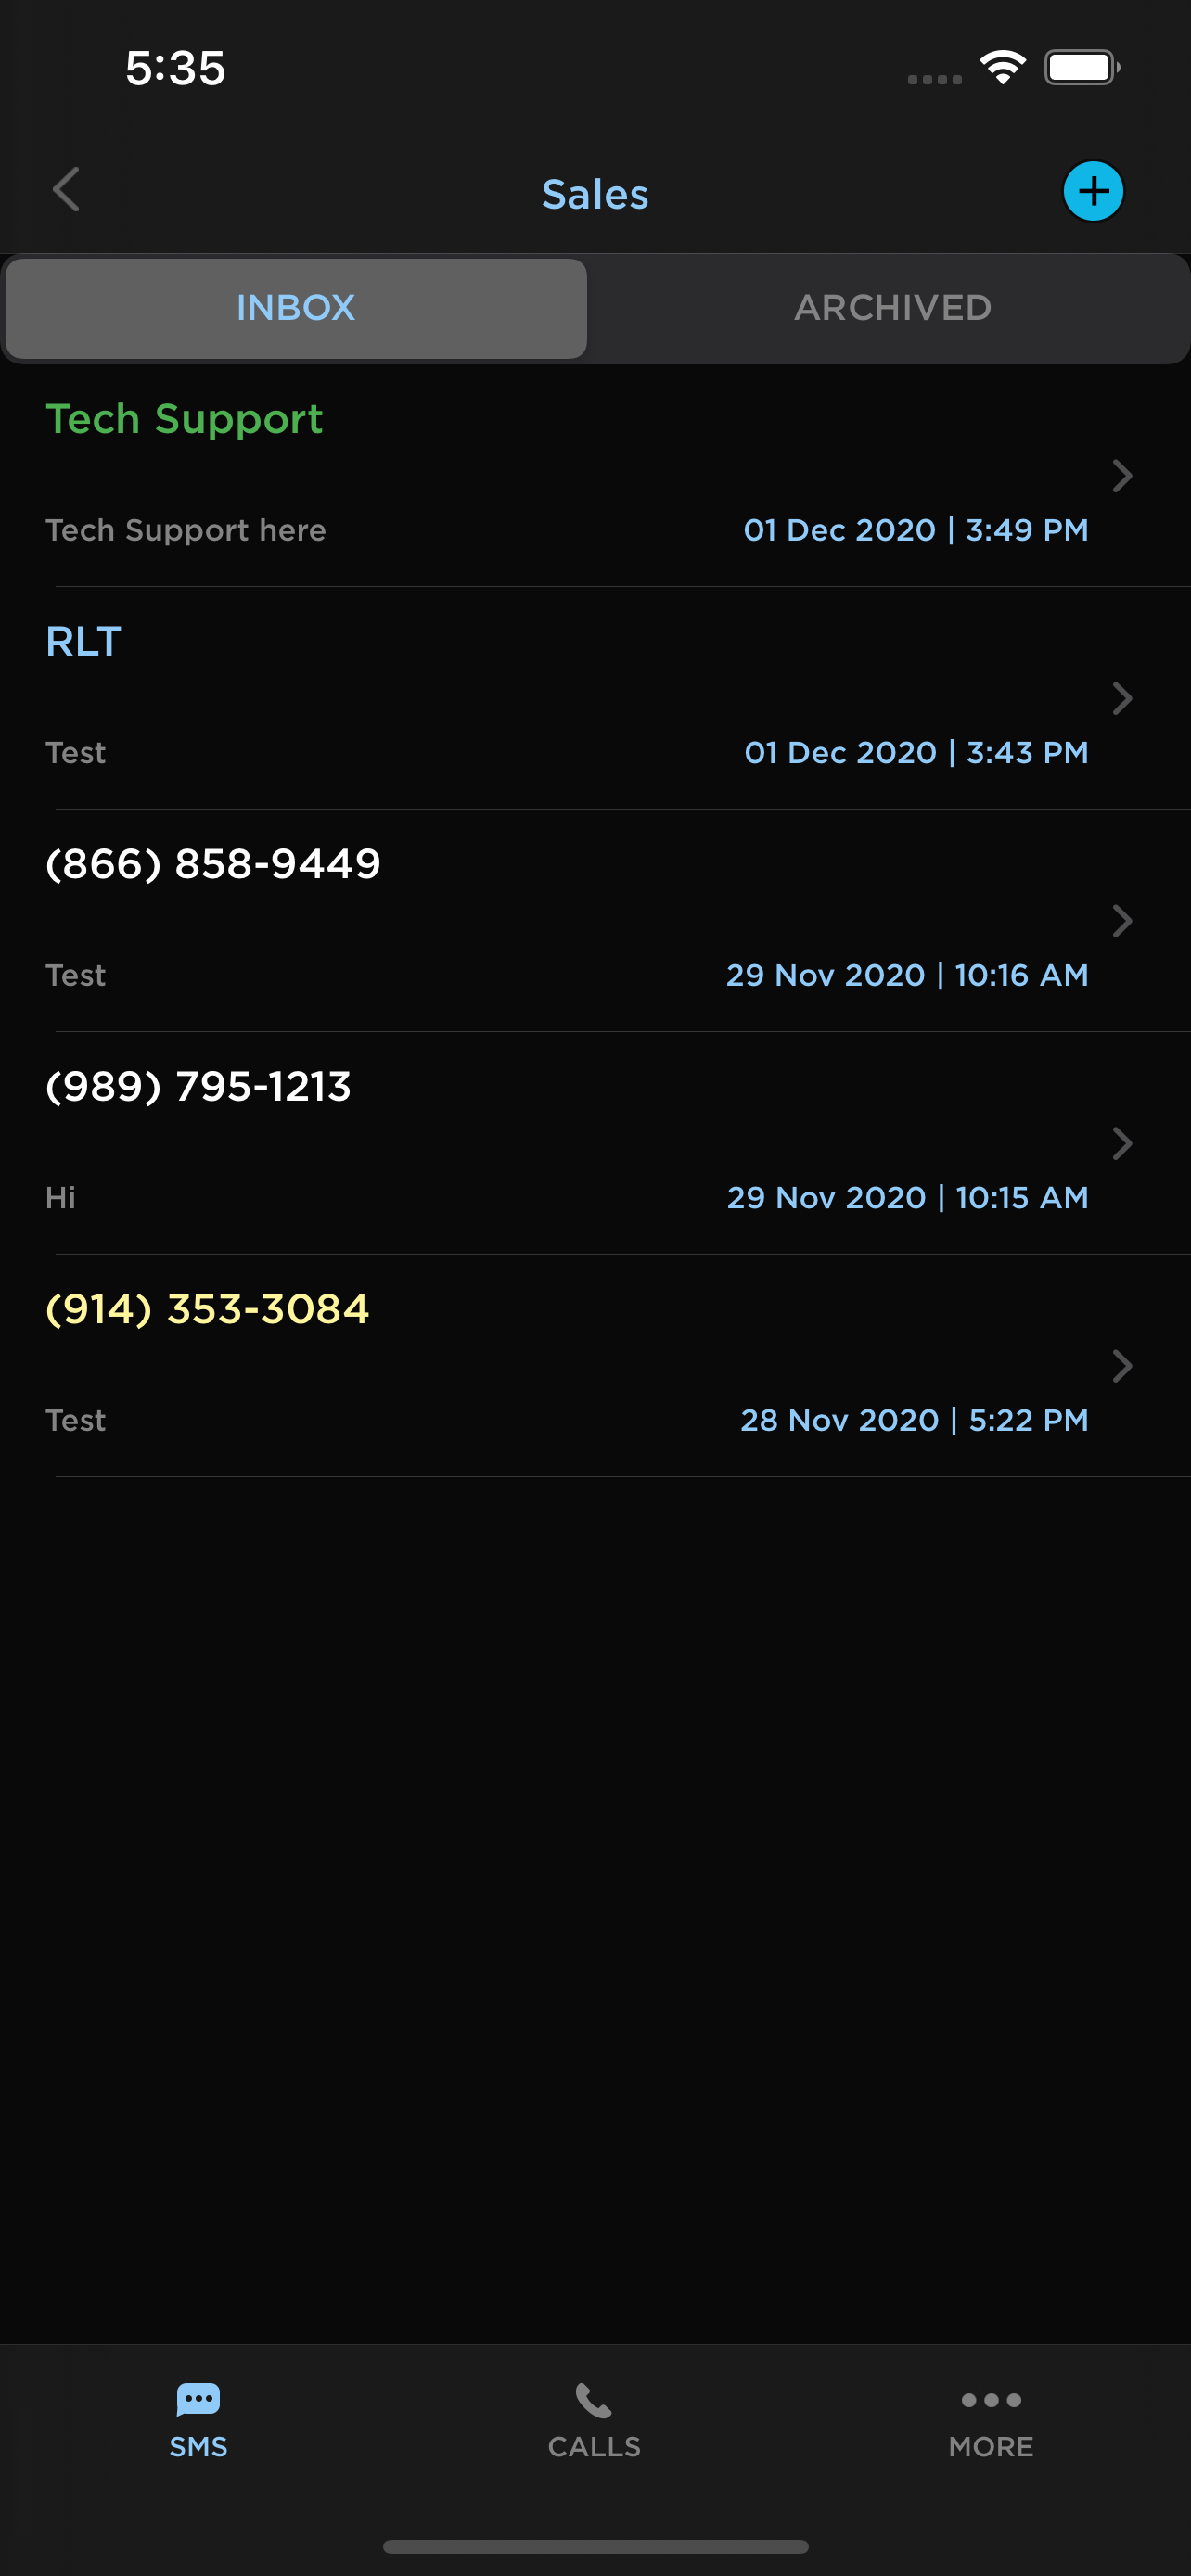 5:35
Sales
INBOX
ARCHIVED
Tech Support
Tech Support here
01 Dec 2020 | 3:49 PM
RLT
Test
01 Dec 2020 | 3:43 PM
(866) 858-9449
Test
29 Nov 2020 | 10:16 AM
(989) 795-1213
Hi
29 Nov 2020 | 10:15 AM
(914) 353-3084
Test
28 Nov 2020 | 5:22 PM
SMS
CALLS
MORE